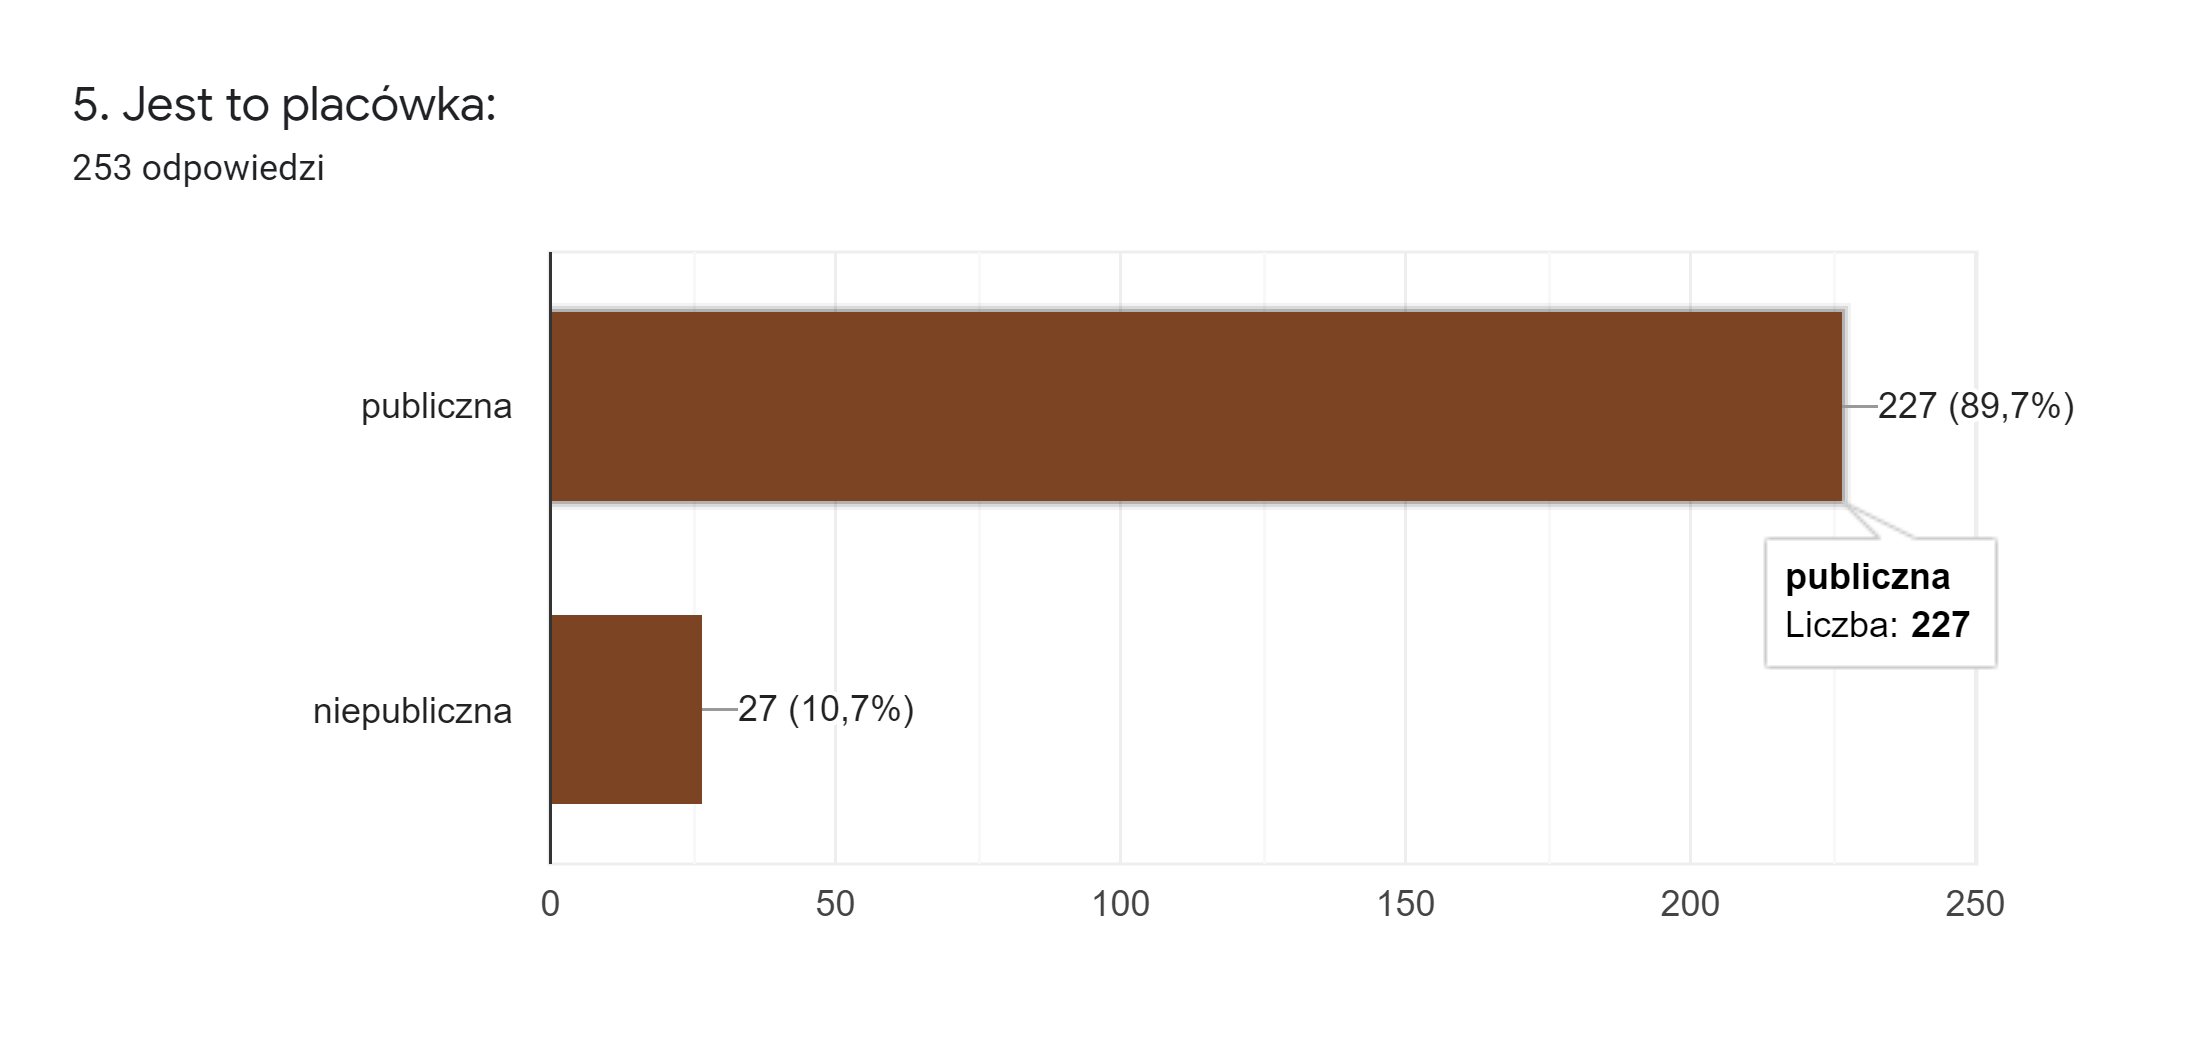 5. Jest to placówka:
253 odpowiedzi
publiczna
227 (89,7%)
publiczna
Liczba: 227
niepubliczna
27 (10,7%)
0
50
100
150
200
250